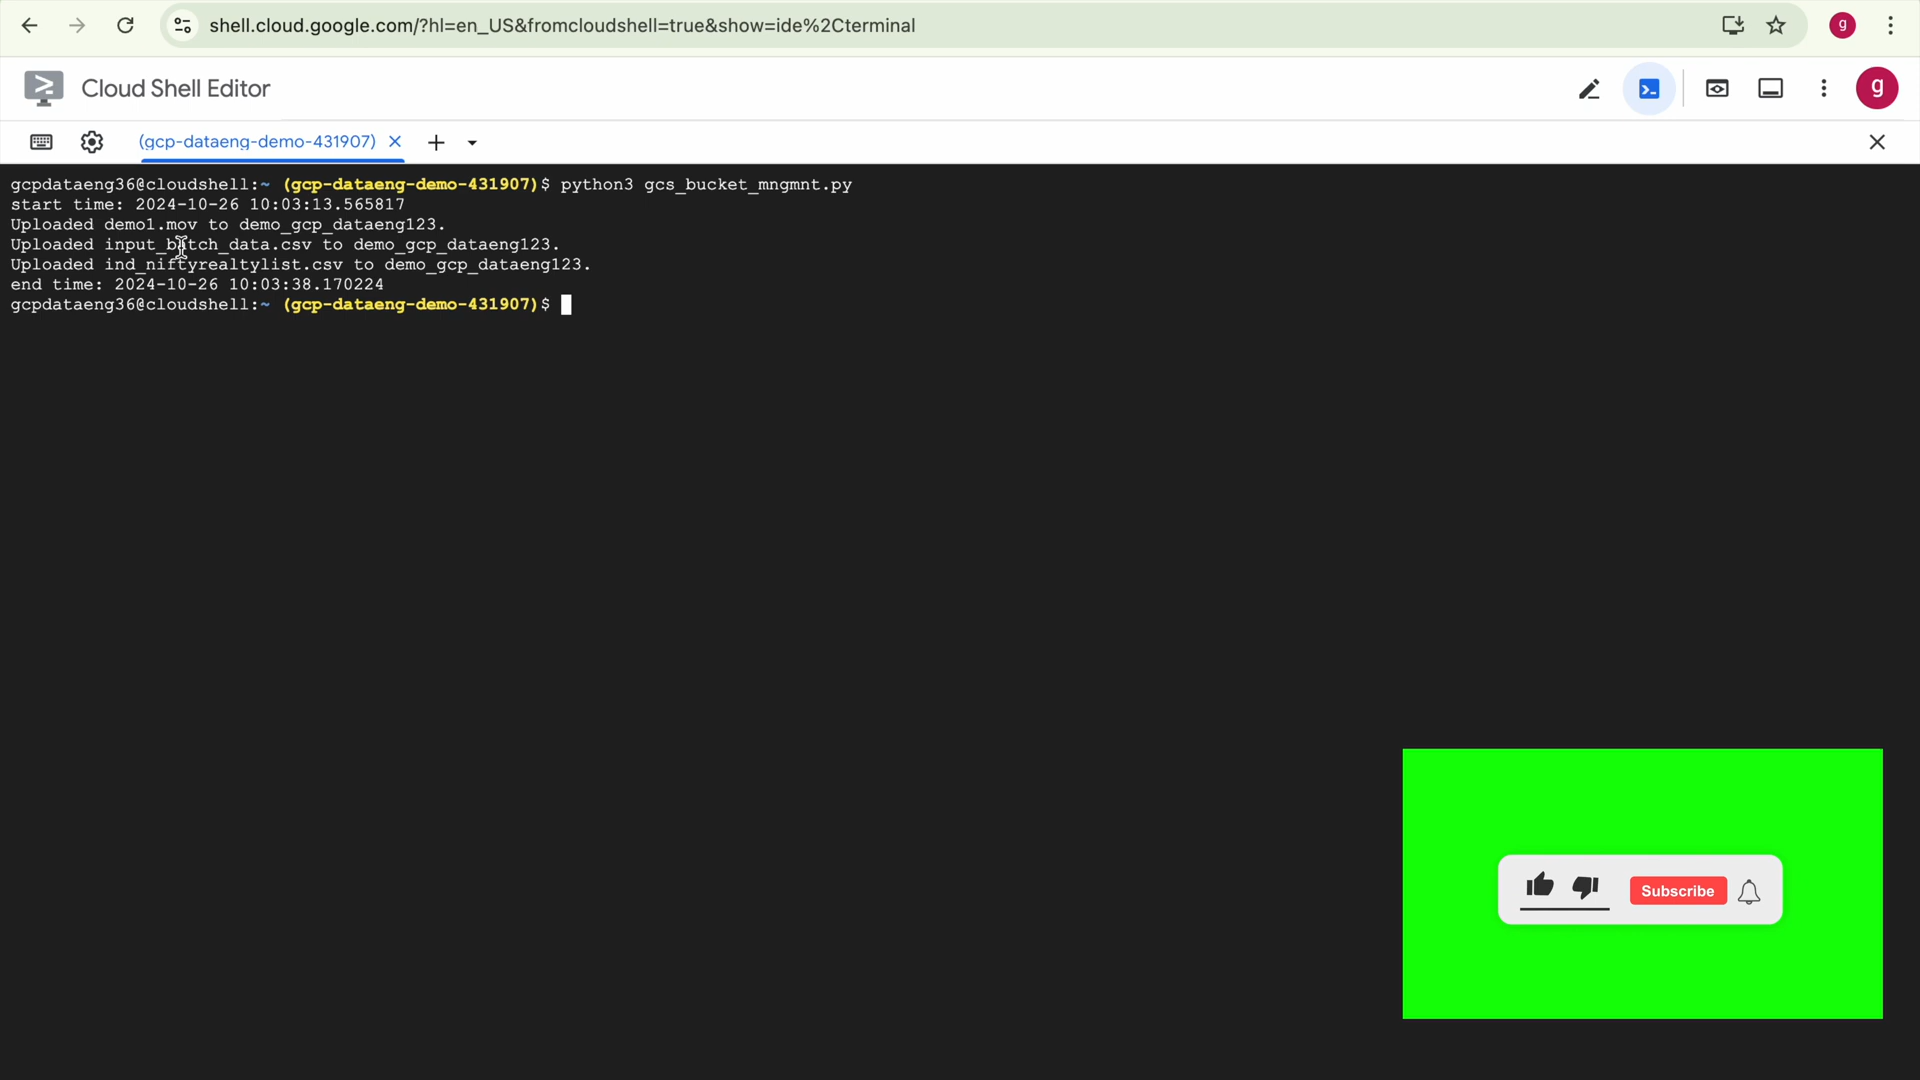 shell.cloud.google.com/?hl=en_US&fromcloudshell=true&show=ide%2Cterminal
g
Cloud Shell Editor
g
(gcp-dataeng-demo-431907)
gcpdataeng36@cloudshell:~ (gcp-dataeng-demo-431907)$ python3 gcs_bucket_mngmnt.py
start time: 2024-10-26 10:03:13.565817
Uploaded demo1.mov to demo_gcp_dataeng123.
Uploaded input_batch_data.csv to demo_gcp_dataeng123.
Uploaded ind_niftyrealtylist.csv to demo_gcp_dataeng123.
end time: 2024-10-26 10:03:38.170224
gcpdataeng36@cloudshell:~ (gcp-dataeng-demo-431907)$
Subscribe